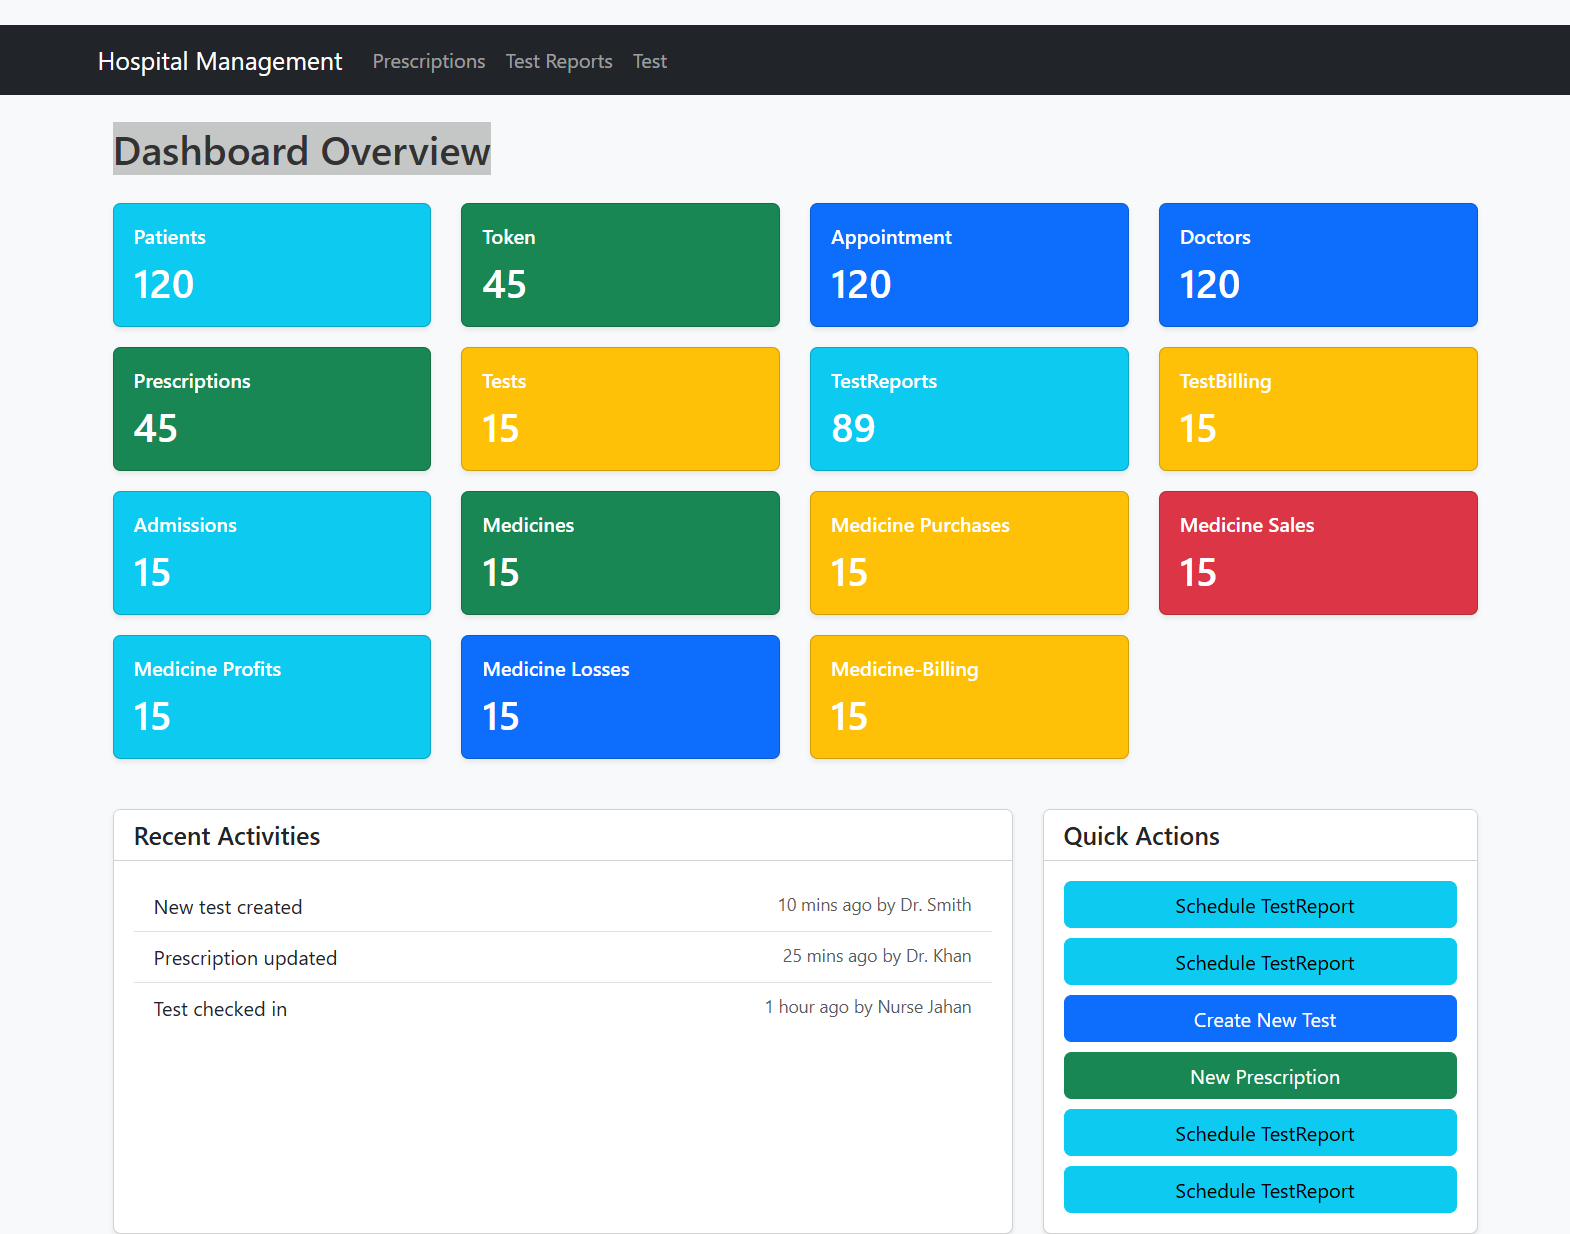 Hospital Management Prescriptions Test Reports Test
Dashboard Overview
Patients
120
Token
45
Appointment
120
Doctors
120
Prescriptions
45
Tests
15
TestReports
89
TestBilling
15
Admissions
15
Medicines
15
Medicine Purchases
15
Medicine Sales
15
Medicine Profits
15
Medicine Losses
15
Medicine-Billing
15
Recent Activities
New test created 10 mins ago by Dr. Smith
Prescription updated 25 mins ago by Dr. Khan
Test checked in 1 hour ago by Nurse Jahan
Quick Actions
Schedule TestReport
Schedule TestReport
Create New Test
New Prescription
Schedule TestReport
Schedule TestReport